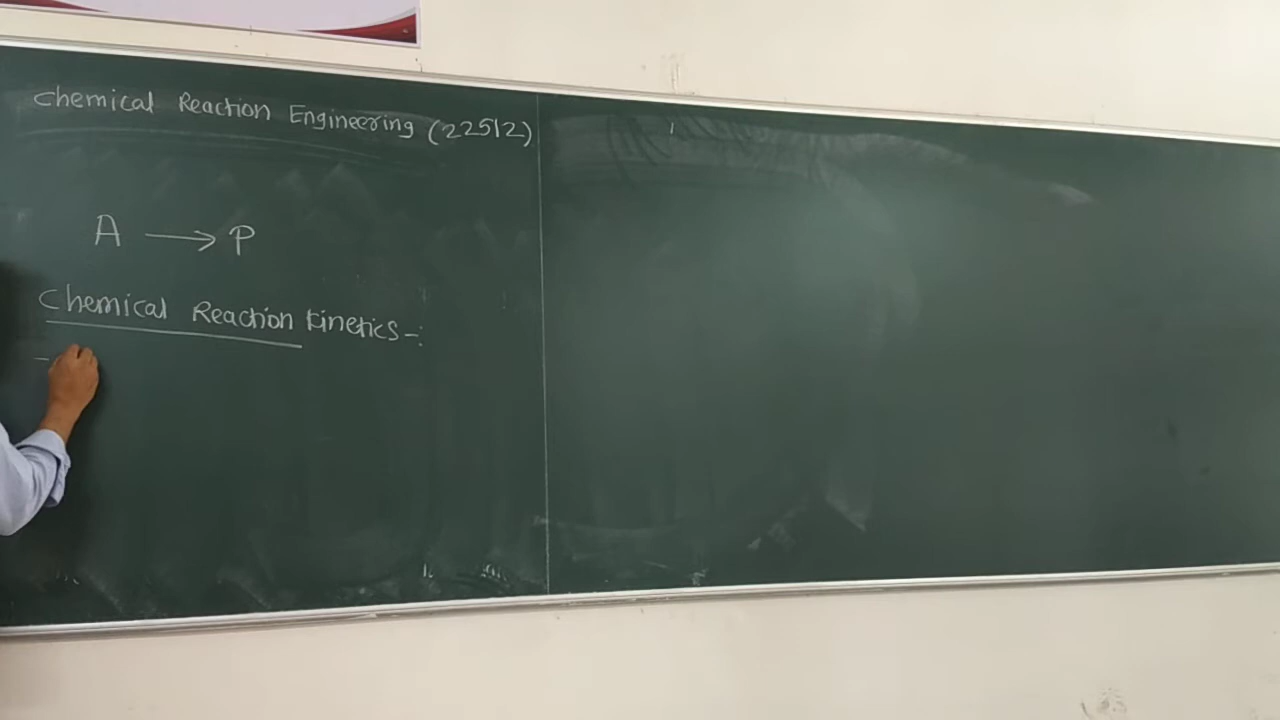 Chemical Reaction Engineering (22512)
A → P
Chemical Reaction Kinetics-:
-